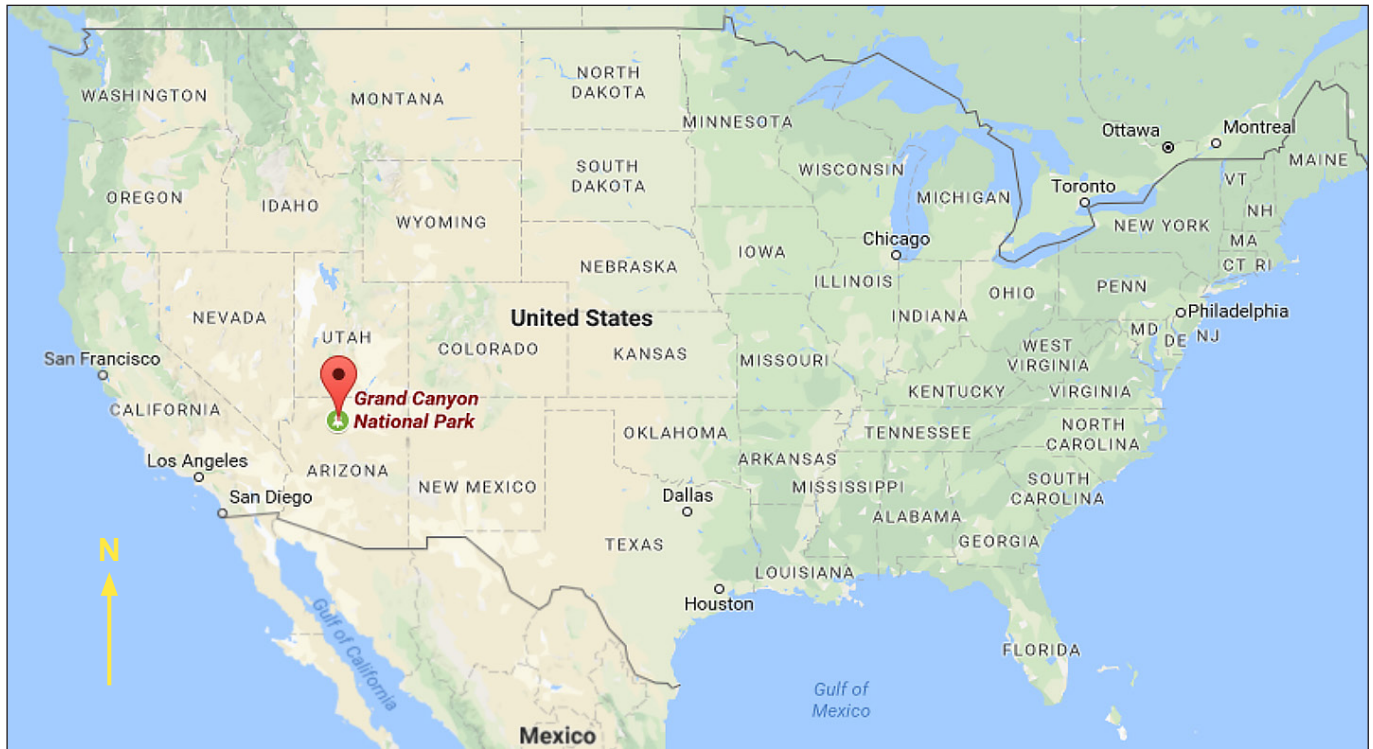 WASHINGTON
MONTANA
NORTH
DAKOTA
MINNESOTA
Ottawa
Montreal
MAINE
OREGON
IDAHO
WYOMING
SOUTH
DAKOTA
WISCONSIN
MICHIGAN
Toronto
VT
NH
NEW YORK
MA
CT RI
Chicago
IOWA
NEBRASKA
ILLINOIS
INDIANA
OHIO
PENN
Philadelphia
MD
DE
NJ
NEVADA
UTAH
COLORADO
United States
KANSAS
MISSOURI
WEST
VIRGINIA
KENTUCKY
VIRGINIA
San Francisco
CALIFORNIA
Grand Canyon
National Park
OKLAHOMA
TENNESSEE
NORTH
CAROLINA
Los Angeles
ARIZONA
NEW MEXICO
ARKANSAS
MISSISSIPPI
SOUTH
CAROLINA
San Diego
Dallas
ALABAMA
GEORGIA
N
TEXAS
LOUISIANA
Houston
Gulf of California
FLORIDA
Gulf of
Mexico
Mexico